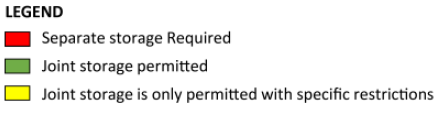 LEGEND
Separate storage Required
Joint storage permitted
Joint storage is only permitted with specific restrictions